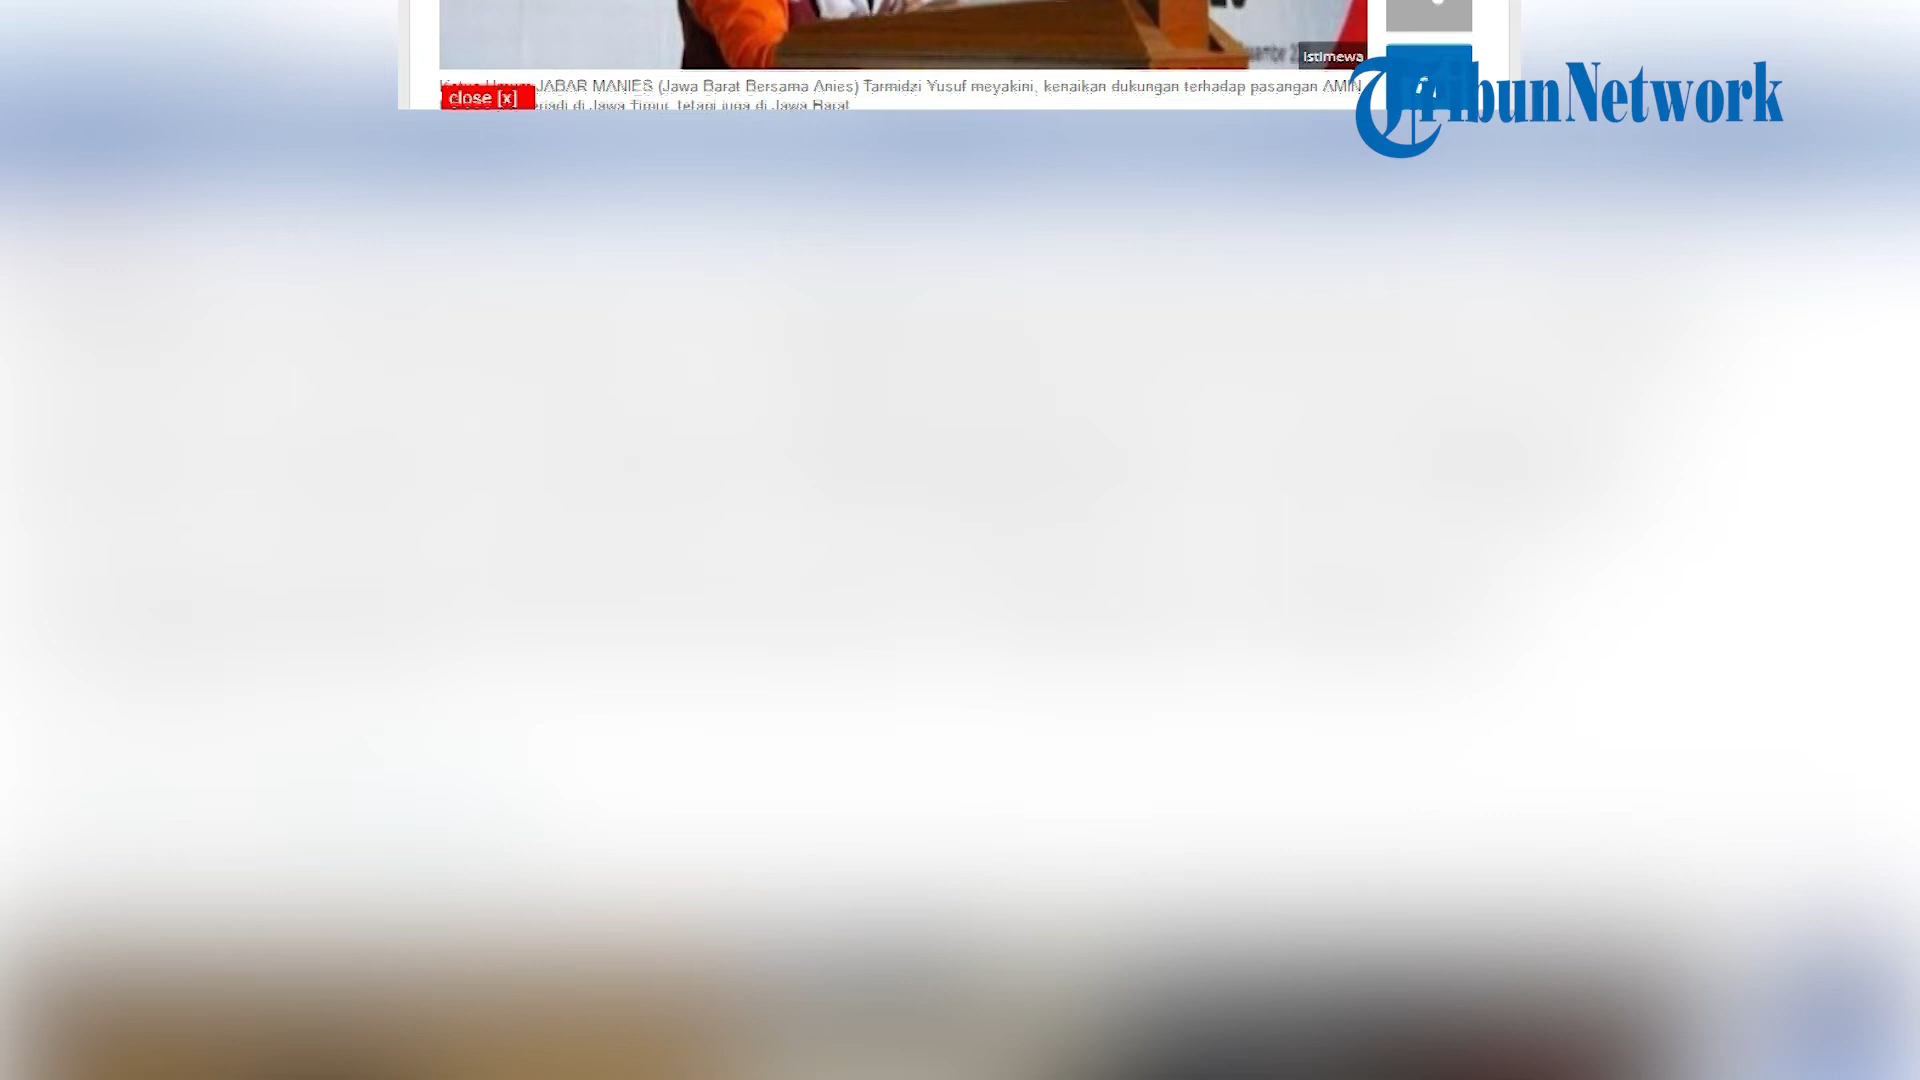 istimewa
JABAR MANIES (Jawa Barat Bersama Anies) Tarmidzi Yusuf meyakini, kenaikan dukungan terhadap pasangan AMIN
close [x]
di Jawa Timur, tetapi juga di Jawa Barat
TribunNetwork